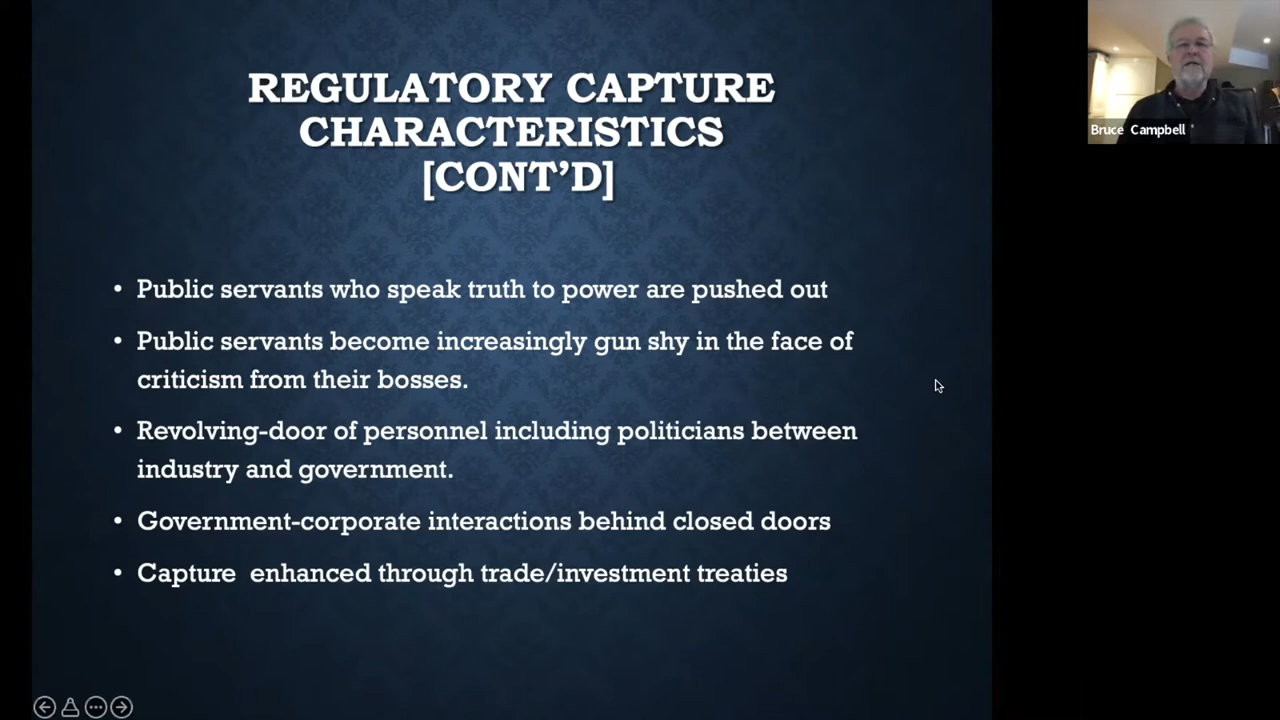 REGULATORY CAPTURE
CHARACTERISTICS
[CONT’D]
• Public servants who speak truth to power are pushed out
• Public servants become increasingly gun shy in the face of
criticism from their bosses.
• Revolving-door of personnel including politicians between
industry and government.
• Government-corporate interactions behind closed doors
• Capture  enhanced through trade/investment treaties
Bruce Campbell